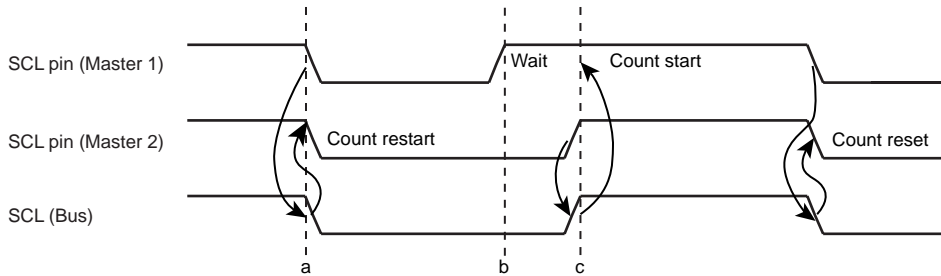 SCL pin (Master 1)
Wait
Count start
SCL pin (Master 2)
Count restart
Count reset
SCL (Bus)
a
b
c